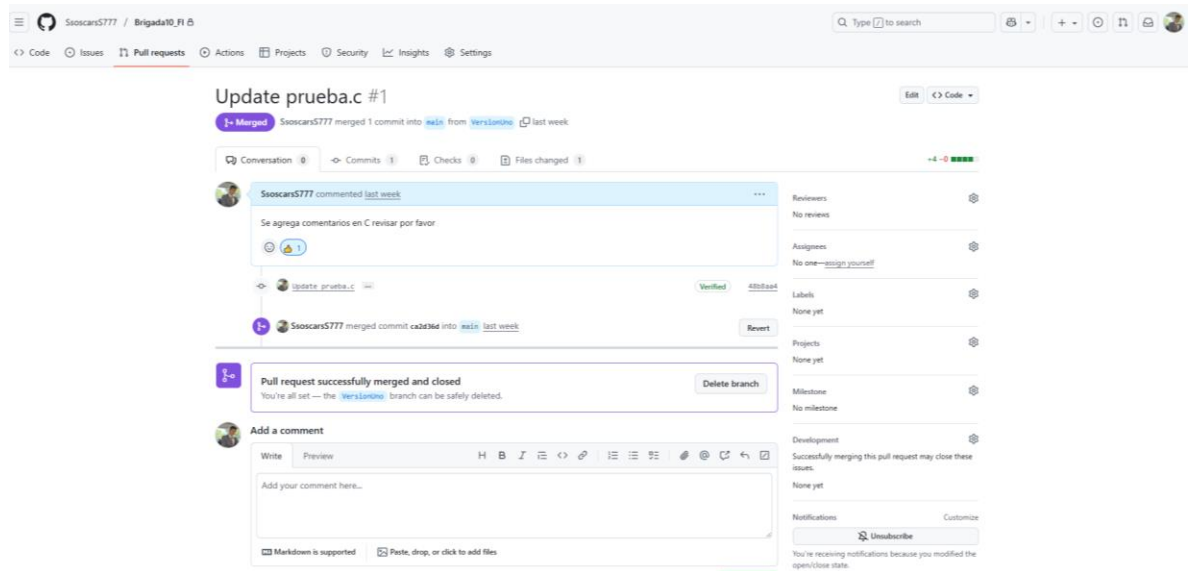 SsoscarsS777 / Brigada10_FI
Type / to search
Code Issues Pull requests Actions Projects Security Insights Settings
Update prueba.c #1
Edit <> Code
Merged SsoscarsS777 merged 1 commit into main from VersionUno last week
Conversation 0 Commits 1 Checks 0 Files changed 1 +4 −0
SsoscarsS777 commented last week
Se agrega comentarios en C revisar por favor
👍 1
Update prueba.c Verified 48b8aa4
SsoscarsS777 merged commit ca2d36d into main last week
Revert
Pull request successfully merged and closed
You're all set — the VersionUno branch can be safely deleted.
Delete branch
Add a comment
Write Preview
Add your comment here...
Markdown is supported Paste, drop, or click to add files
Reviewers
No reviews
Assignees
No one—assign yourself
Labels
None yet
Projects
None yet
Milestone
No milestone
Development
Successfully merging this pull request may close these
issues.
None yet
Notifications Customize
Unsubscribe
You're receiving notifications because you modified the
open/close state.